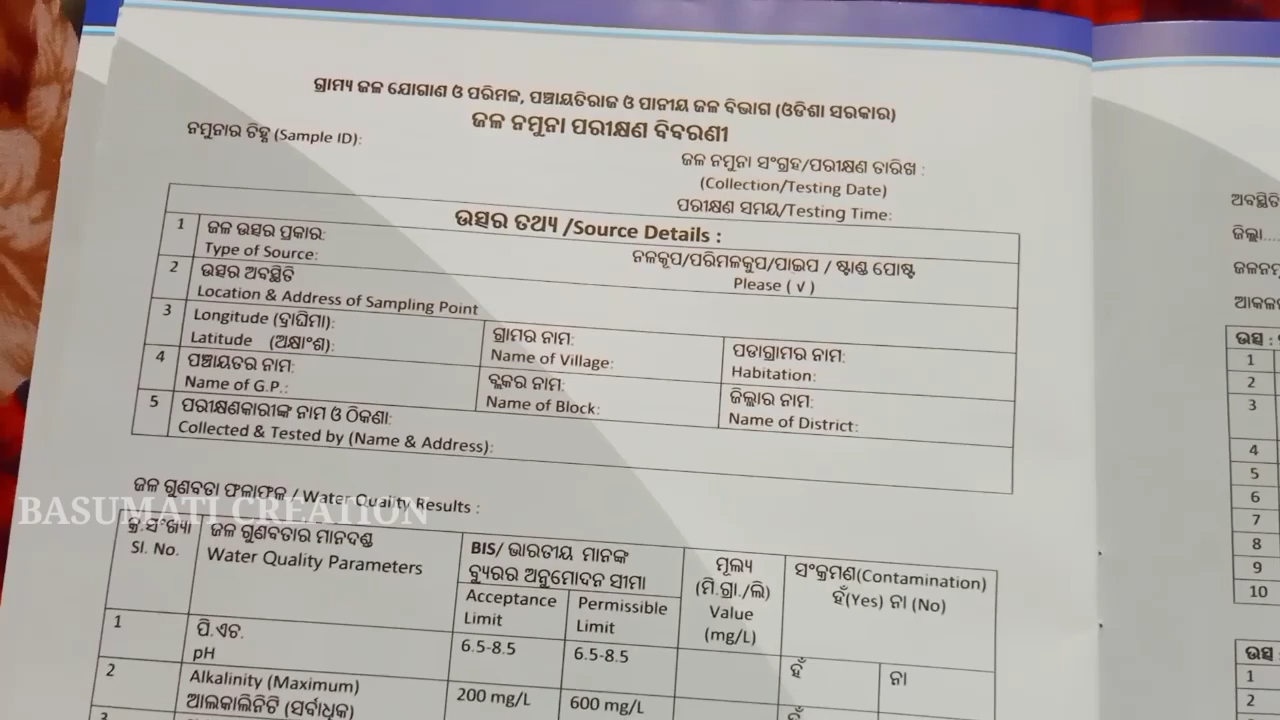 ଗ୍ରାମ୍ୟ ଜଳ ଯୋଗାଣ ଓ ପରିମଳ, ପଞ୍ଚାୟତିରାଜ ଓ ପାନୀୟ ଜଳ ବିଭାଗ (ଓଡିଶା ସରକାର)
ଜଳ ନମୁନା ପରୀକ୍ଷଣ ବିବରଣୀ
ନମୁନାର ଚିହ୍ନ (Sample ID):
ଜଳ ନମୁନା ସଂଗ୍ରହ/ପରୀକ୍ଷଣ ତାରିଖ :
(Collection/Testing Date)
ପରୀକ୍ଷଣ ସମୟ/Testing Time:
ଉତ୍ସର ତଥ୍ୟ /Source Details :
1 ଜଳ ଉତ୍ସର ପ୍ରକାର:
Type of Source:
ନଳକୂପ/ପରିମଳକୁପ/ପାଇପ / ଷ୍ଟାଣ୍ଡ ପୋଷ୍ଟ
Please ( √ )
2 ଉତ୍ସର ଅବସ୍ଥିତି
Location & Address of Sampling Point
3 Longitude (ଦ୍ରାଘିମା):
Latitude (ଅକ୍ଷାଂଶ):
ଗ୍ରାମର ନାମ:
Name of Village:
ପଡାଗ୍ରାମର ନାମ:
Habitation:
4 ପଞ୍ଚାୟତର ନାମ:
Name of G.P.:
ବ୍ଲକର ନାମ:
Name of Block:
ଜିଲ୍ଲାର ନାମ:
Name of District:
5 ପରୀକ୍ଷଣକାରୀଙ୍କ ନାମ ଓ ଠିକଣା:
Collected & Tested by (Name & Address):
ଜଳ ଗୁଣବତା ଫଳାଫଳ / Water Quality Results :
BASUMATI CREATION
କ୍ର.ସଂଖ୍ୟା
Sl. No.
ଜଳ ଗୁଣବତାର ମାନଦଣ୍ଡ
Water Quality Parameters
BIS/ ଭାରତୀୟ ମାନଙ୍କ
ବ୍ୟୁରର ଅନୁମୋଦନ ସୀମା
Acceptance
Limit
Permissible
Limit
ମୂଲ୍ୟ
(ମି.ଗ୍ରା./ଲି)
Value
(mg/L)
ସଂକ୍ରମଣ(Contamination)
ହଁ(Yes) ନା (No)
1 ପି.ଏଚ.
pH
6.5-8.5 6.5-8.5
ହଁ ନା
2 Alkalinity (Maximum)
ଆଲକାଲିନିଟି (ସର୍ବାଧିକ)
200 mg/L 600 mg/L
ହଁ
3
ଜିଲ୍ଲା....
ଉତ୍ସ :
1
2
3
4
5
6
7
8
9
10
ଉତ୍ସ :
1
2